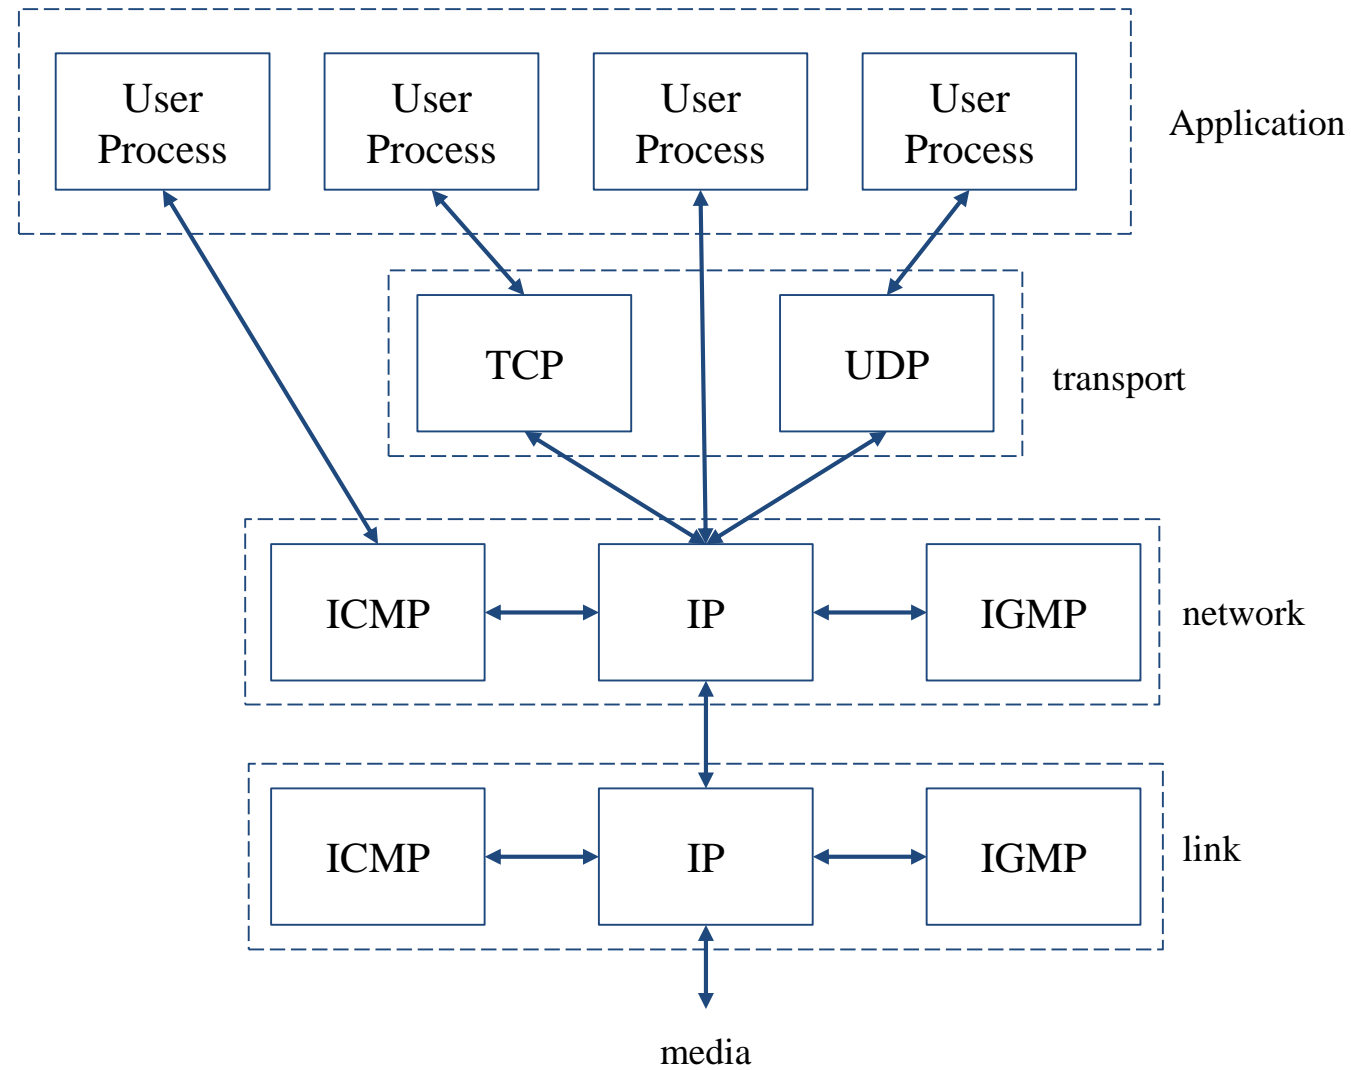 User
Process
User
Process
User
Process
User
Process
Application
TCP
UDP
transport
ICMP
IP
IGMP
network
ICMP
IP
IGMP
link
media